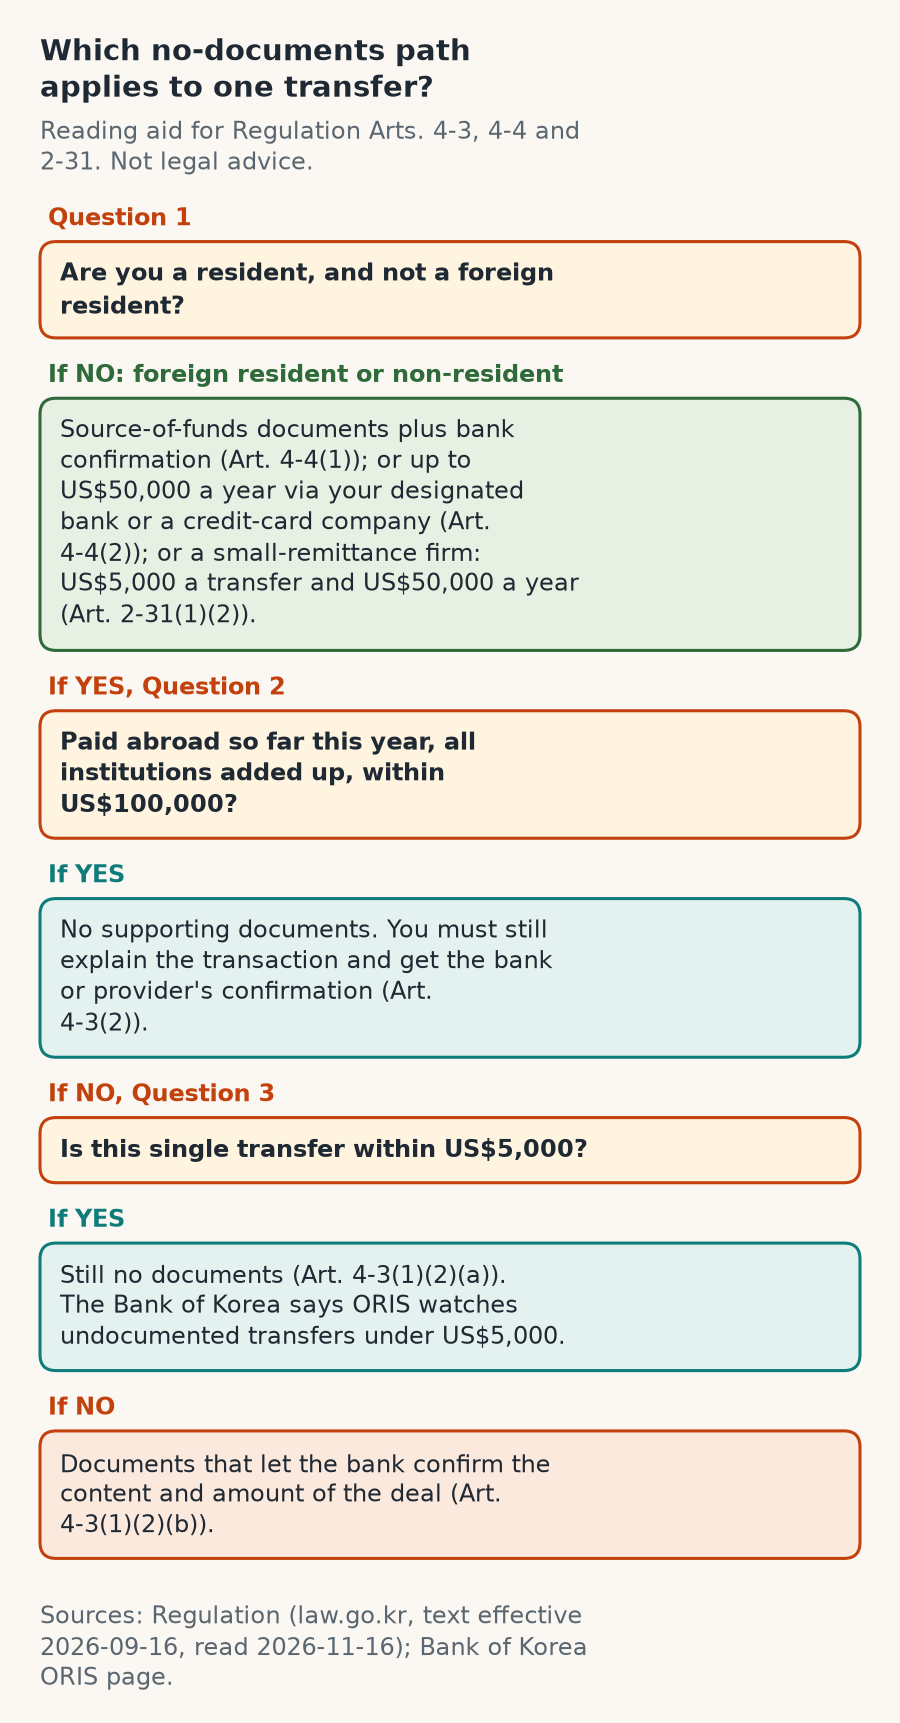 Which no-documents path
applies to one transfer?
Reading aid for Regulation Arts. 4-3, 4-4 and
2-31. Not legal advice.
Question 1
Are you a resident, and not a foreign
resident?
If NO: foreign resident or non-resident
Source-of-funds documents plus bank
confirmation (Art. 4-4(1)); or up to
US$50,000 a year via your designated
bank or a credit-card company (Art.
4-4(2)); or a small-remittance firm:
US$5,000 a transfer and US$50,000 a year
(Art. 2-31(1)(2)).
If YES, Question 2
Paid abroad so far this year, all
institutions added up, within
US$100,000?
If YES
No supporting documents. You must still
explain the transaction and get the bank
or provider's confirmation (Art.
4-3(2)).
If NO, Question 3
Is this single transfer within US$5,000?
If YES
Still no documents (Art. 4-3(1)(2)(a)).
The Bank of Korea says ORIS watches
undocumented transfers under US$5,000.
If NO
Documents that let the bank confirm the
content and amount of the deal (Art.
4-3(1)(2)(b)).
Sources: Regulation (law.go.kr, text effective
2026-09-16, read 2026-11-16); Bank of Korea
ORIS page.